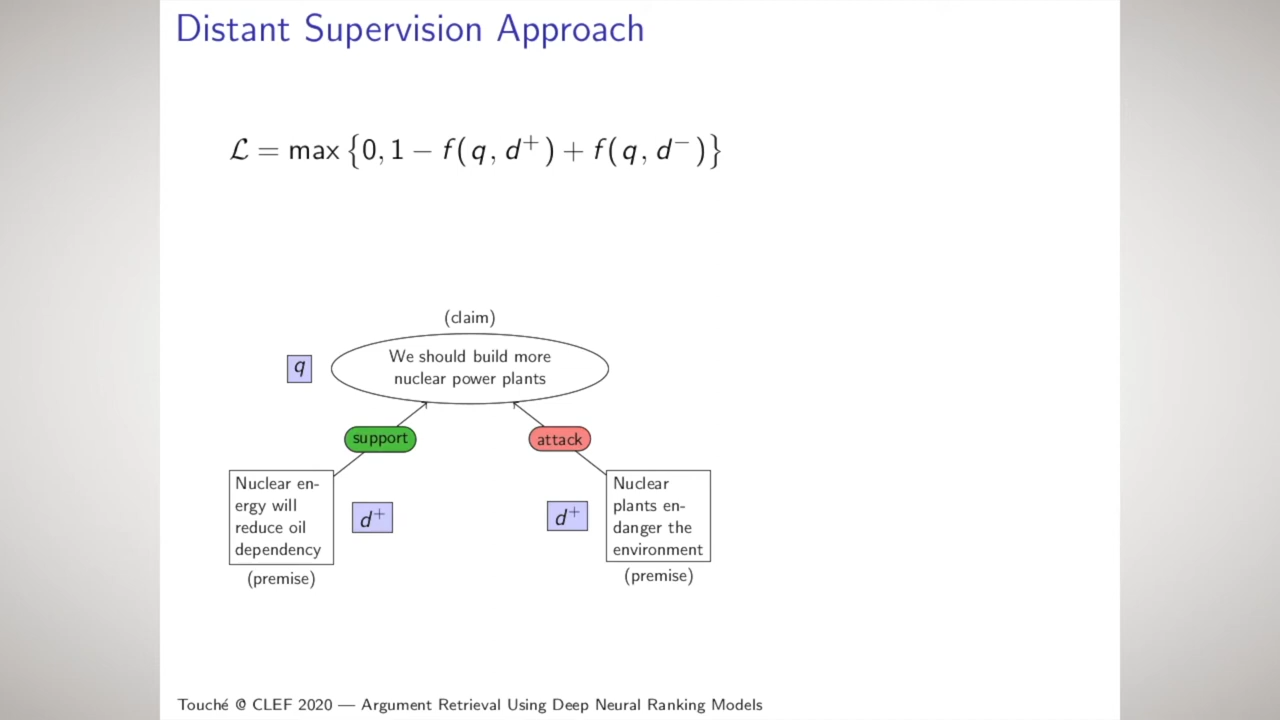 Distant Supervision Approach
ℒ = max {0, 1 − f(q, d⁺) + f(q, d⁻)}
(claim)
We should build more
nuclear power plants
q
support
attack
Nuclear en-
ergy will
reduce oil
dependency
d⁺
(premise)
d⁺
Nuclear
plants en-
danger the
environment
(premise)
Touché @ CLEF 2020 — Argument Retrieval Using Deep Neural Ranking Models